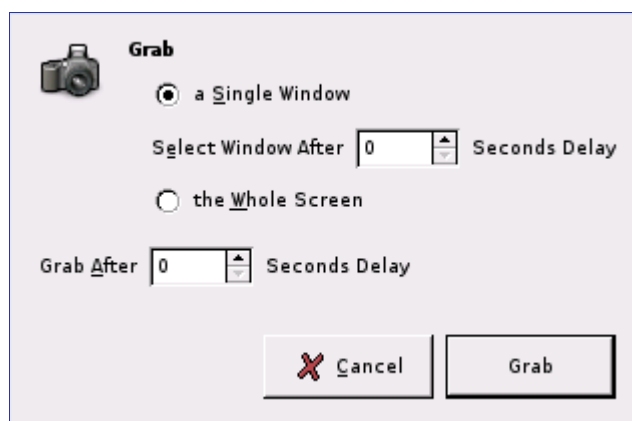 Grab
a Single Window
Select Window After 0 Seconds Delay
the Whole Screen
Grab After 0 Seconds Delay
Cancel Grab